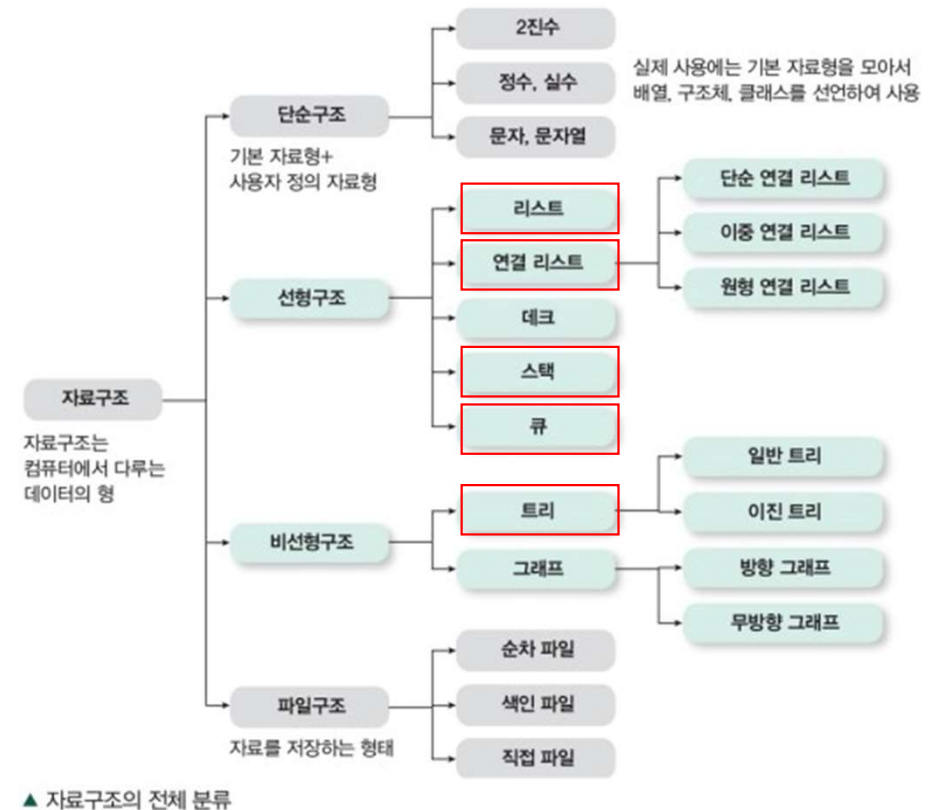 2진수
정수, 실수
실제 사용에는 기본 자료형을 모아서
배열, 구조체, 클래스를 선언하여 사용
단순구조
문자, 문자열
기본 자료형+
사용자 정의 자료형
단순 연결 리스트
리스트
이중 연결 리스트
연결 리스트
원형 연결 리스트
선형구조
데크
스택
자료구조
큐
자료구조는
컴퓨터에서 다루는
데이터의 형
일반 트리
트리
이진 트리
비선형구조
그래프
방향 그래프
무방향 그래프
순차 파일
파일구조
색인 파일
자료를 저장하는 형태
직접 파일
▲ 자료구조의 전체 분류